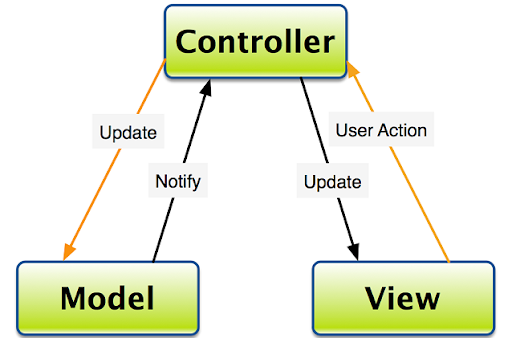 Controller
Update
User Action
Notify
Update
Model
View